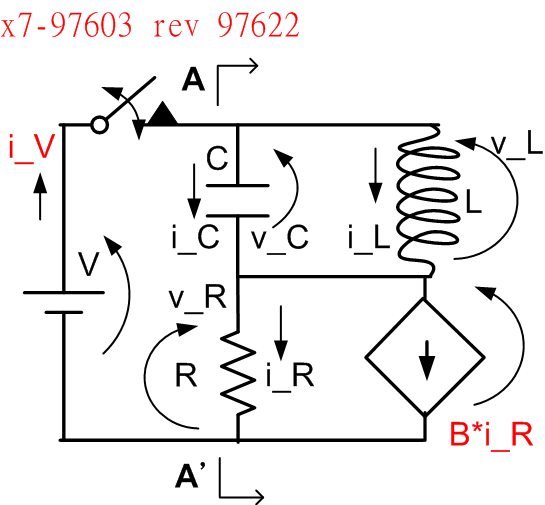 x7-97603 rev 97622
A
i_V
C
v_L
L
i_C
v_C
i_L
V
v_R
R
i_R
B*i_R
A’